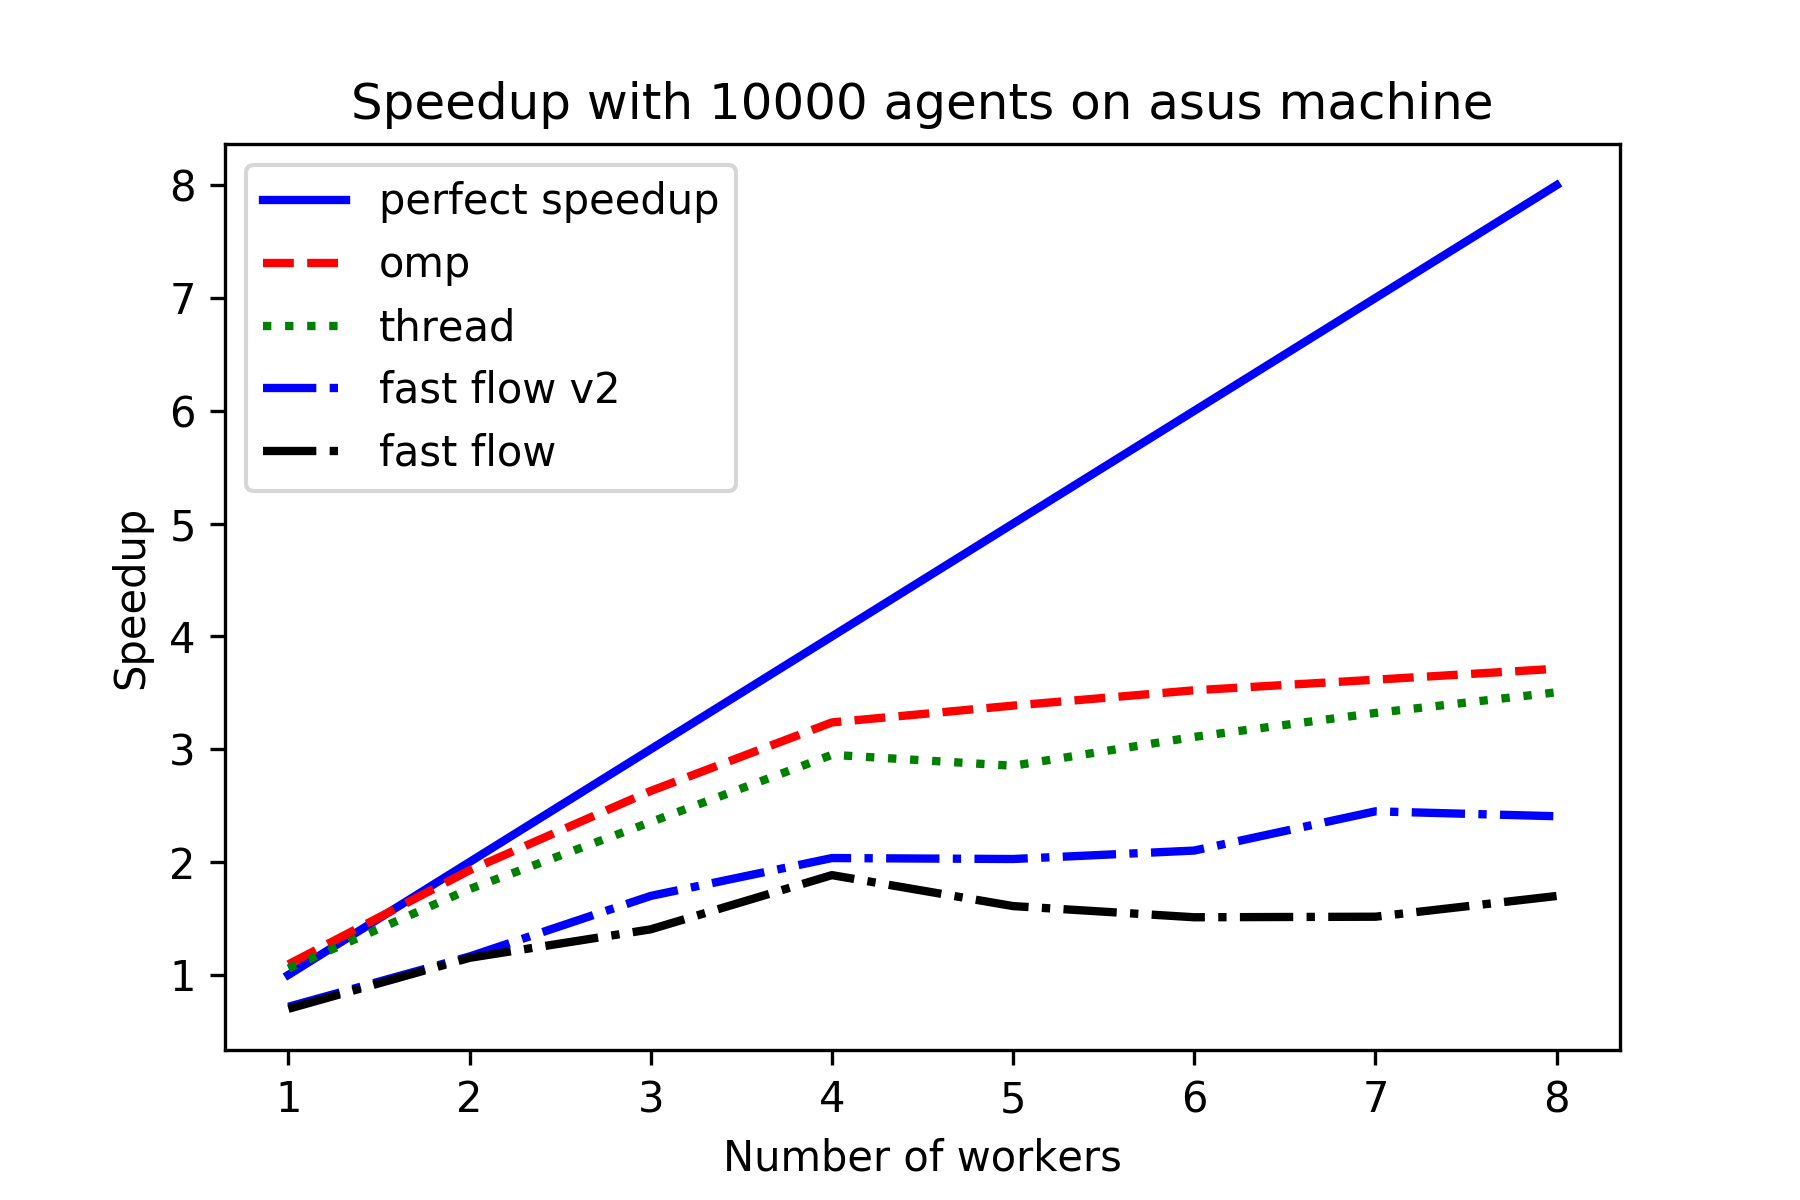 Speedup with 10000 agents on asus machine
perfect speedup
omp
thread
fast flow v2
fast flow
8
7
6
5
4
3
2
1
Speedup
1 2 3 4 5 6 7 8
Number of workers